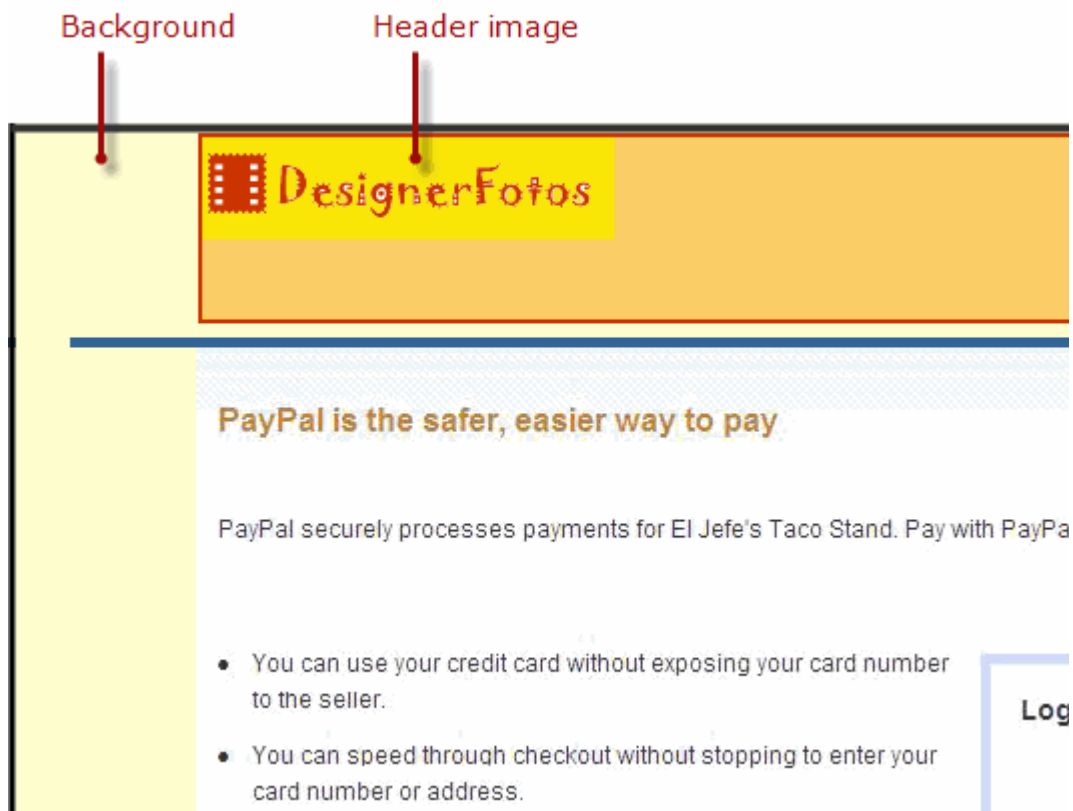 Background Header image
DesignerFotos
PayPal is the safer, easier way to pay
PayPal securely processes payments for El Jefe's Taco Stand. Pay with PayPa
You can use your credit card without exposing your card number
to the seller.
Log
You can speed through checkout without stopping to enter your
card number or address.